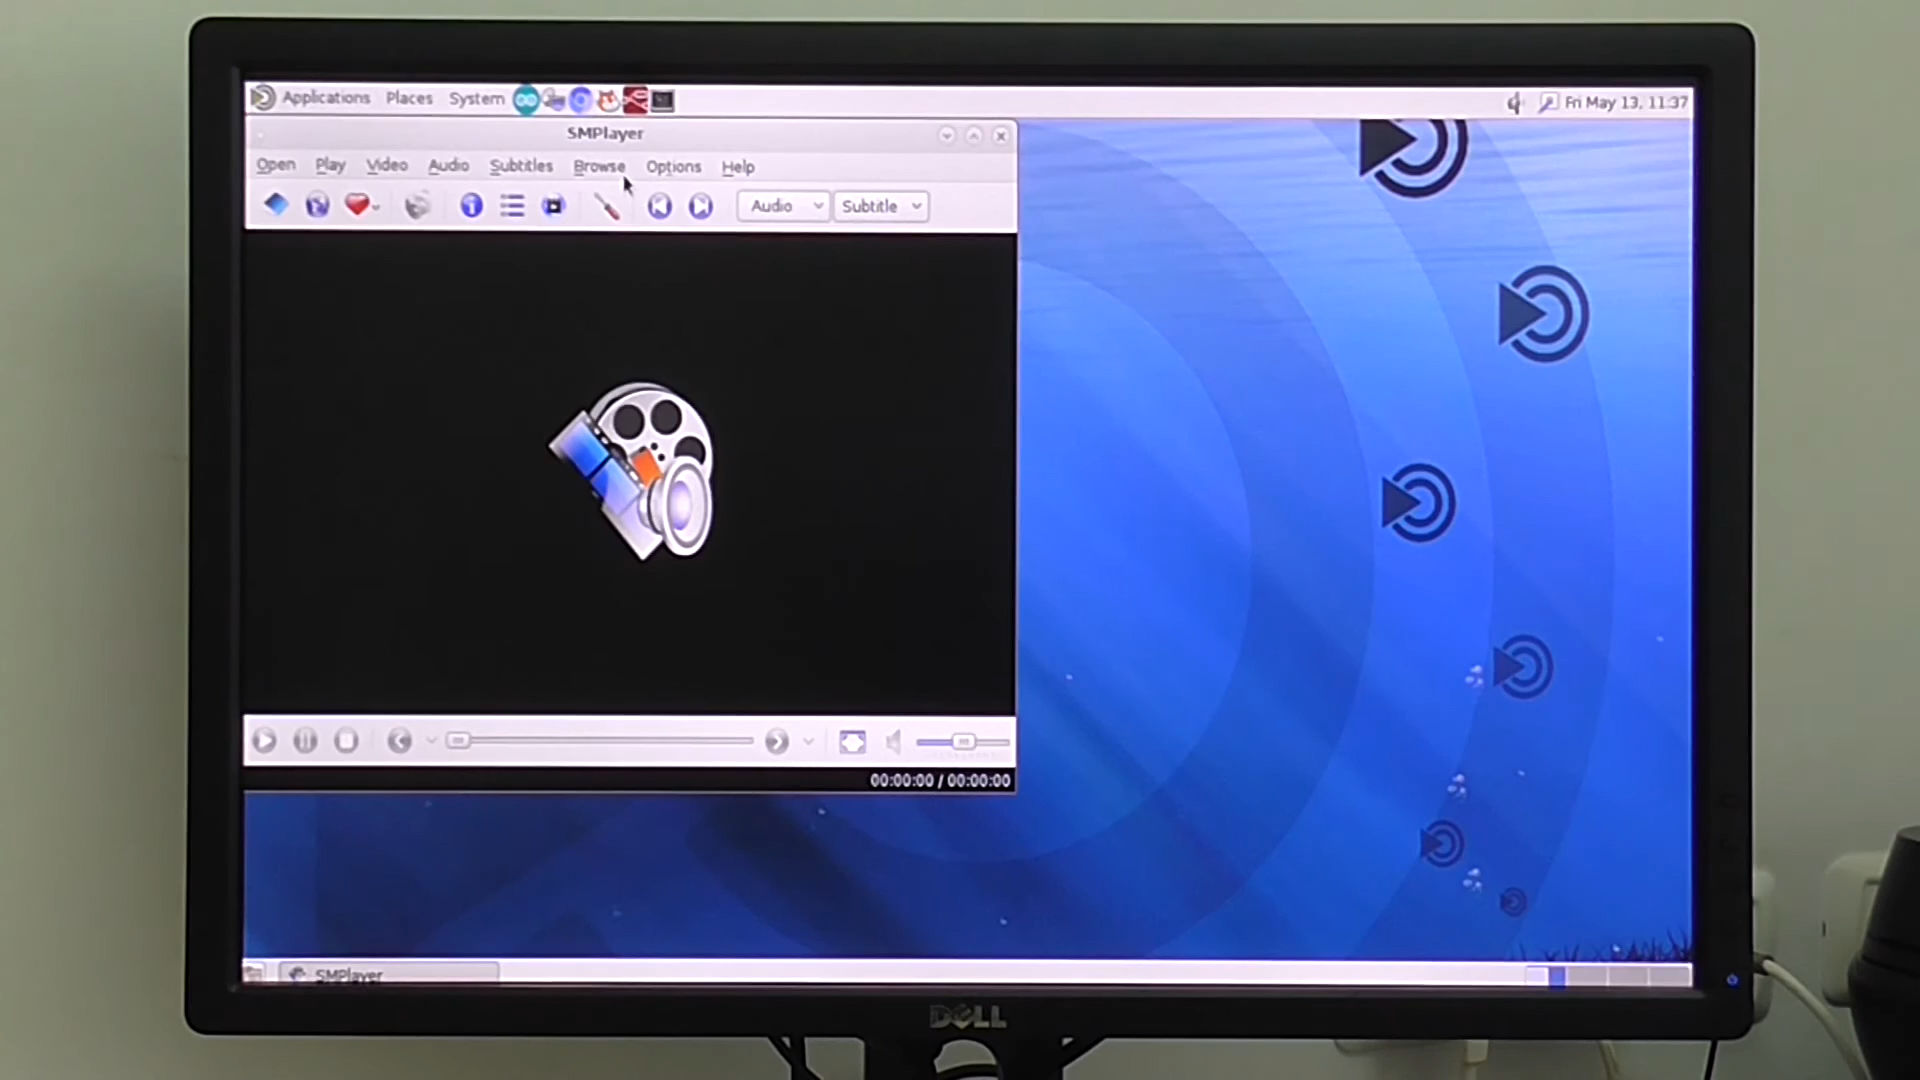 Applications Places System Fri May 13, 11:37
SMPlayer
Open Play Video Audio Subtitles Browse Options Help
Audio Subtitle
00:00:00 / 00:00:00
SMPlayer
DELL